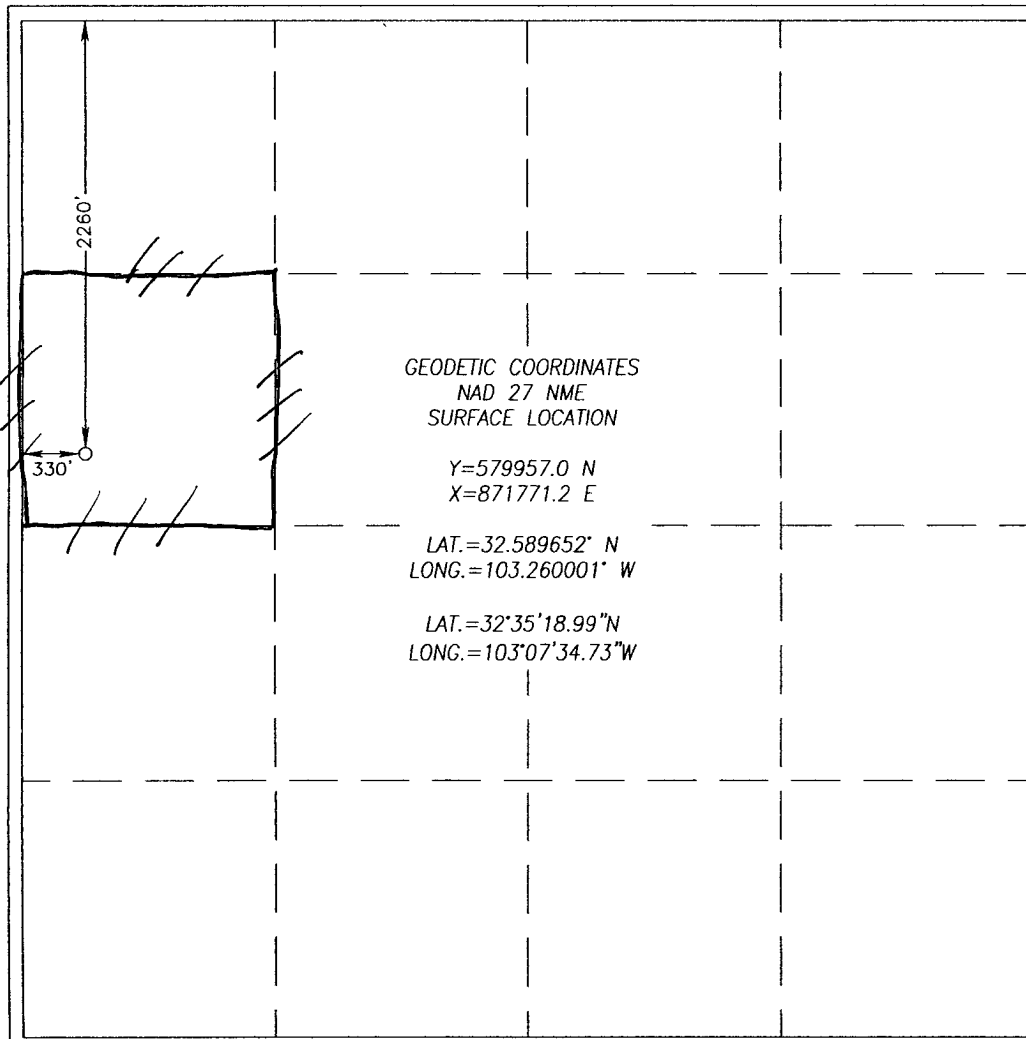 2260'
330'
GEODETIC COORDINATES
NAD 27 NME
SURFACE LOCATION
Y=579957.0 N
X=871771.2 E
LAT.=32.589652° N
LONG.=103.260001° W
LAT.=32°35'18.99"N
LONG.=103°07'34.73"W